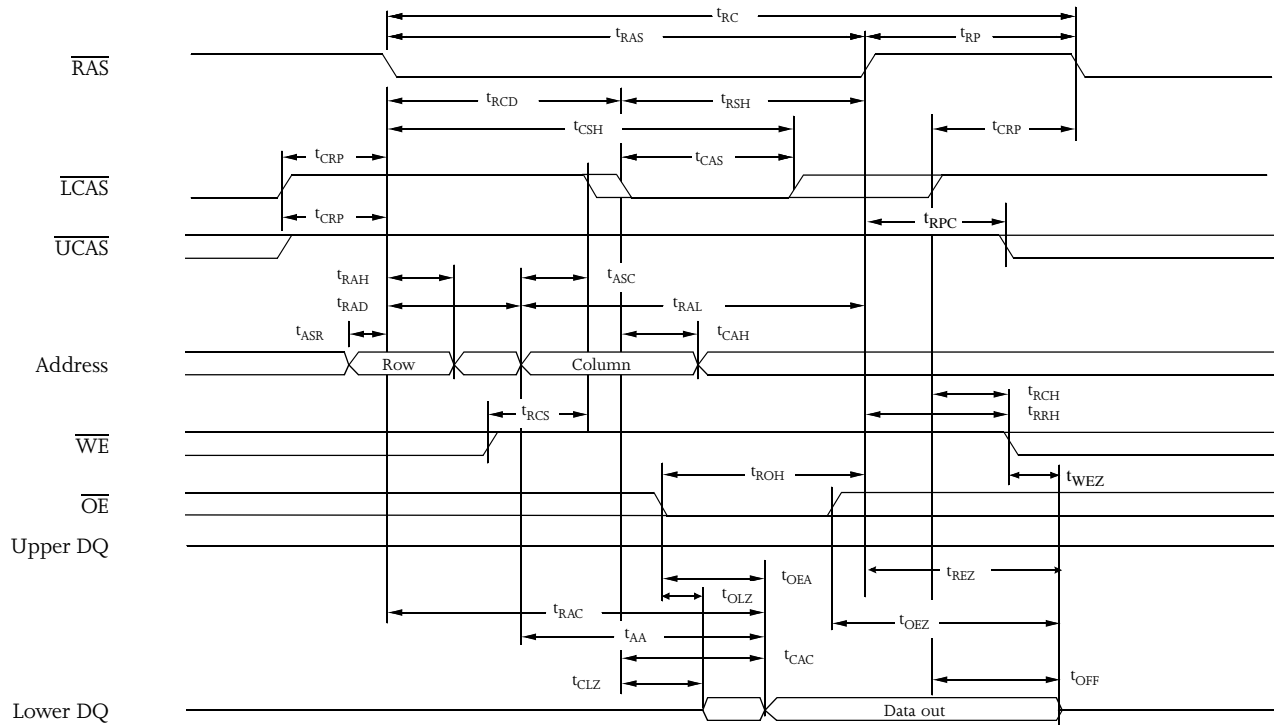 tRC
tRAS tRP
RAS
tRCD tRSH
tCSH tCRP
tCRP tCAS
LCAS
tCRP tRPC
UCAS
tRAH tASC
tRAD tRAL
tASR tCAH
Address Row Column
tRCH
tRCS tRRH
WE
tROH tWEZ
OE
Upper DQ
tREZ
tOEA
tOLZ
tRAC tOEZ
tAA
tCAC
tCLZ tOFF
Lower DQ Data out